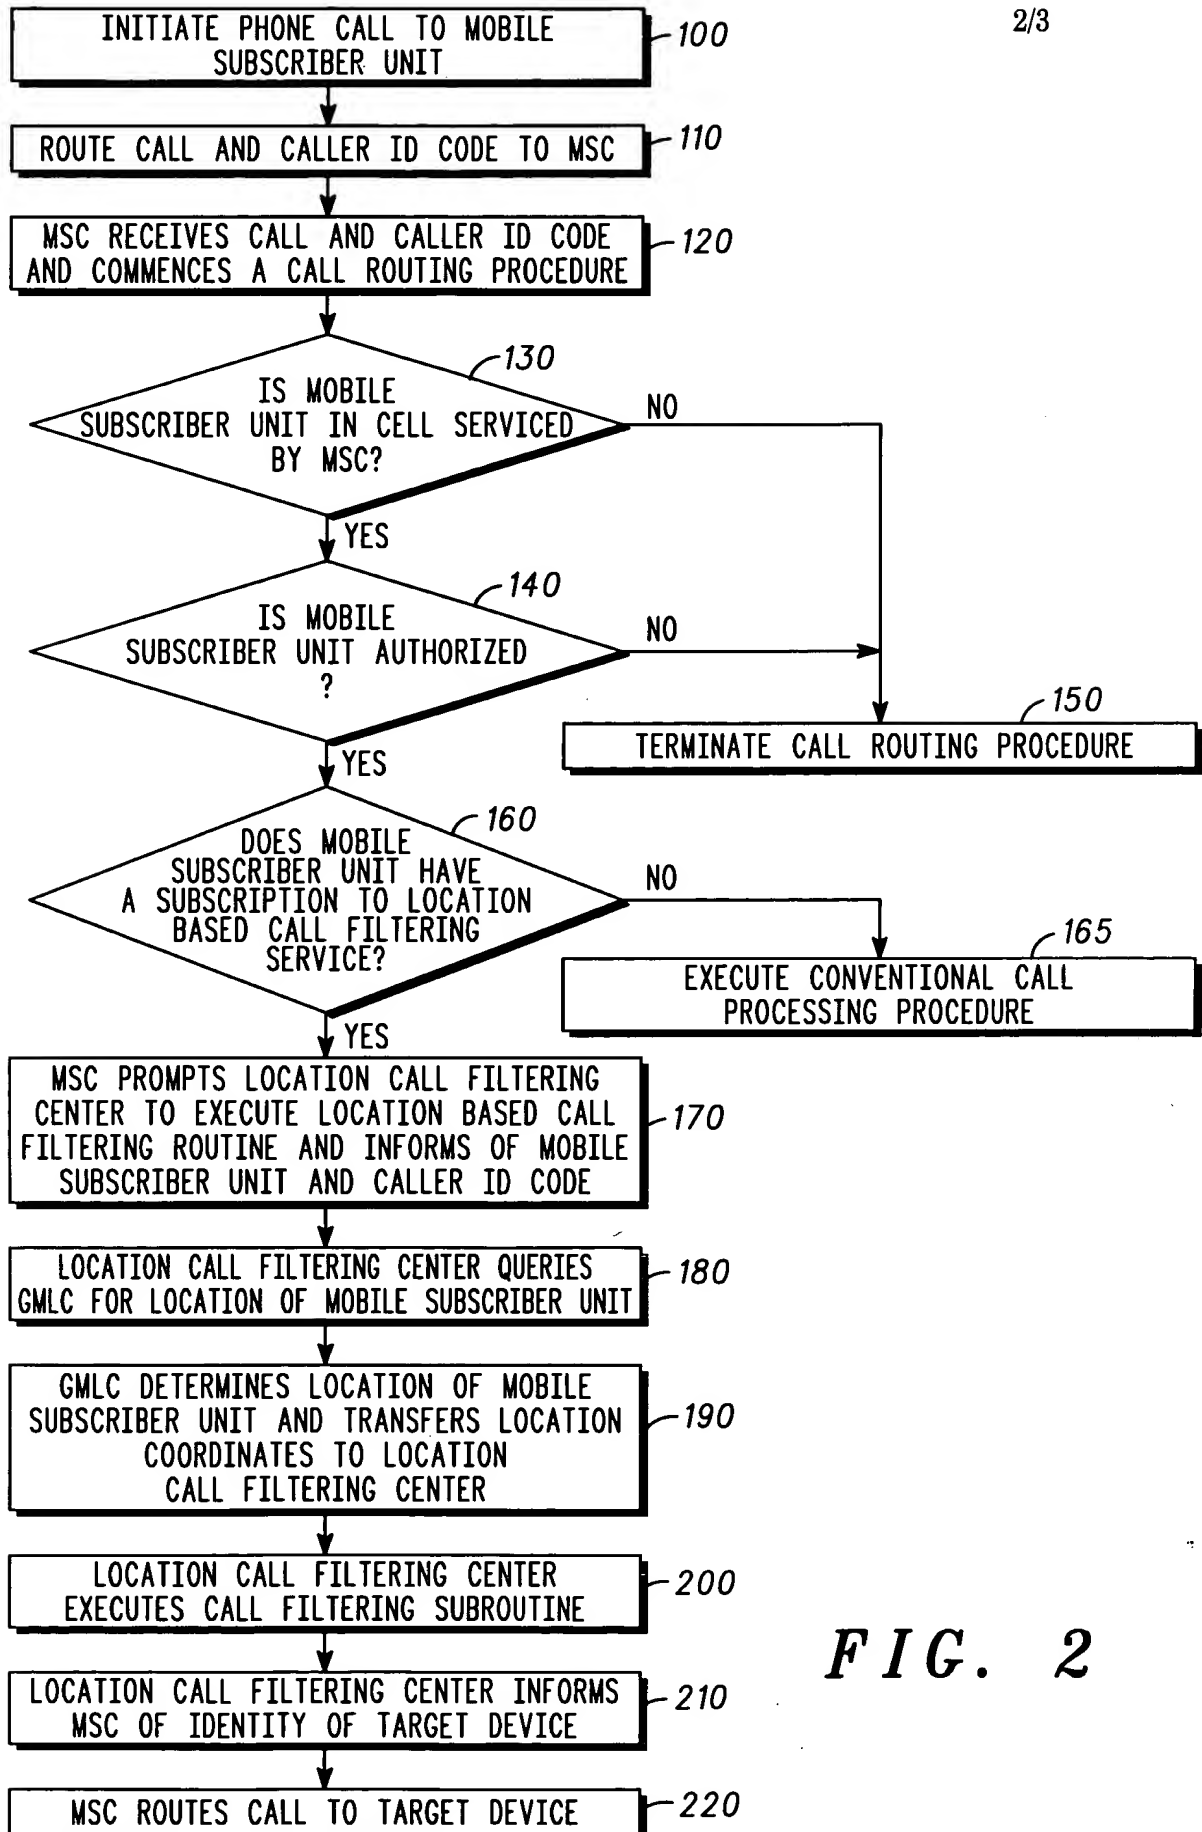 INITIATE PHONE CALL TO MOBILE
SUBSCRIBER UNIT
100
2/3
ROUTE CALL AND CALLER ID CODE TO MSC
110
MSC RECEIVES CALL AND CALLER ID CODE
AND COMMENCES A CALL ROUTING PROCEDURE
120
130
IS MOBILE
SUBSCRIBER UNIT IN CELL SERVICED
BY MSC?
NO
YES
140
IS MOBILE
SUBSCRIBER UNIT AUTHORIZED
?
NO
YES
150
TERMINATE CALL ROUTING PROCEDURE
160
DOES MOBILE
SUBSCRIBER UNIT HAVE
A SUBSCRIPTION TO LOCATION
BASED CALL FILTERING
SERVICE?
NO
YES
165
EXECUTE CONVENTIONAL CALL
PROCESSING PROCEDURE
MSC PROMPTS LOCATION CALL FILTERING
CENTER TO EXECUTE LOCATION BASED CALL
FILTERING ROUTINE AND INFORMS OF MOBILE
SUBSCRIBER UNIT AND CALLER ID CODE
170
LOCATION CALL FILTERING CENTER QUERIES
GMLC FOR LOCATION OF MOBILE SUBSCRIBER UNIT
180
GMLC DETERMINES LOCATION OF MOBILE
SUBSCRIBER UNIT AND TRANSFERS LOCATION
COORDINATES TO LOCATION
CALL FILTERING CENTER
190
LOCATION CALL FILTERING CENTER
EXECUTES CALL FILTERING SUBROUTINE
200
LOCATION CALL FILTERING CENTER INFORMS
MSC OF IDENTITY OF TARGET DEVICE
210
MSC ROUTES CALL TO TARGET DEVICE
220
FIG. 2